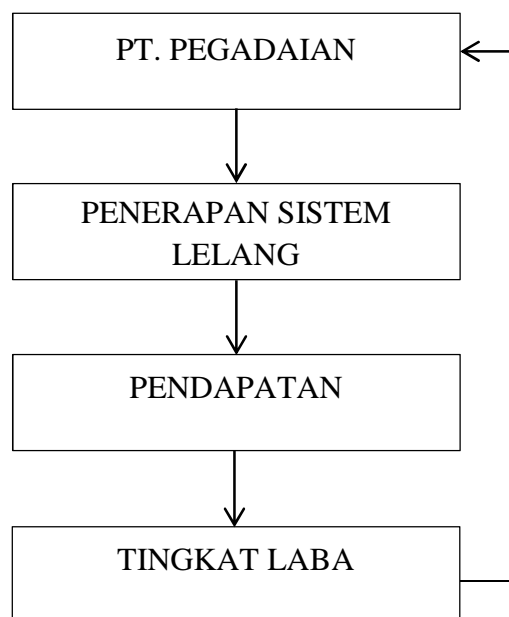 PT. PEGADAIAN
PENERAPAN SISTEM
LELANG
PENDAPATAN
TINGKAT LABA